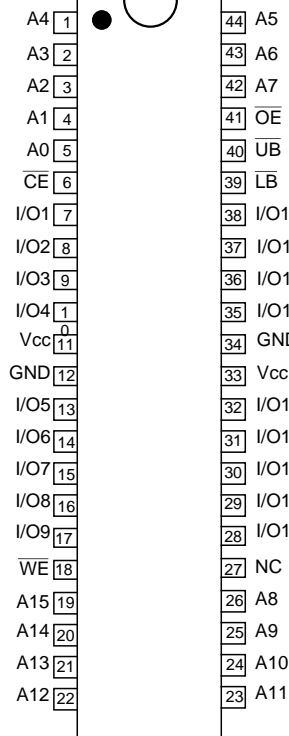 A4 1 44 A5
A3 2 43 A6
A2 3 42 A7
A1 4 41 OE
A0 5 40 UB
CE 6 39 LB
I/O1 7 38 I/O1
I/O2 8 37 I/O1
I/O3 9 36 I/O1
I/O4 10 35 I/O1
Vcc 11 34 GND
GND 12 33 Vcc
I/O5 13 32 I/O1
I/O6 14 31 I/O1
I/O7 15 30 I/O1
I/O8 16 29 I/O1
I/O9 17 28 I/O1
WE 18 27 NC
A15 19 26 A8
A14 20 25 A9
A13 21 24 A10
A12 22 23 A11